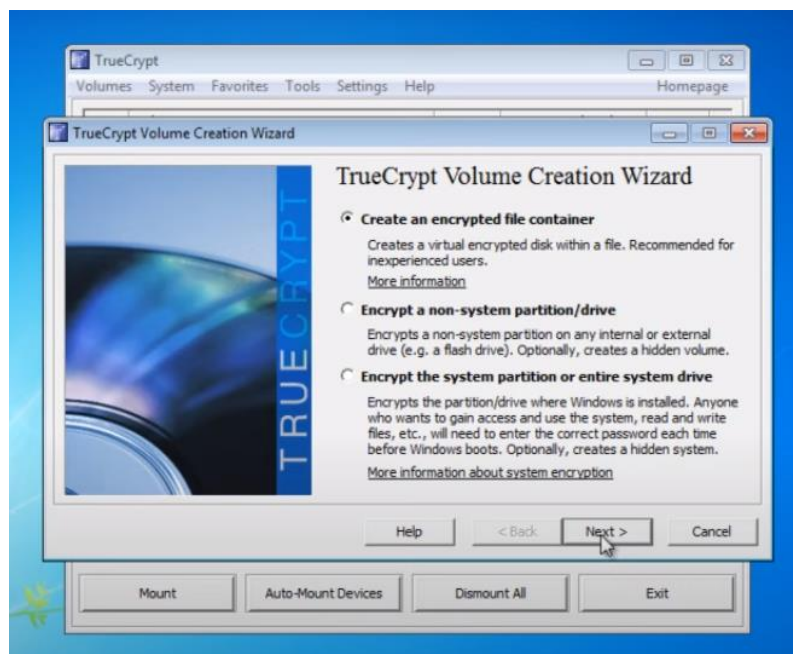 TrueCrypt
Volumes System Favorites Tools Settings Help Homepage
TrueCrypt Volume Creation Wizard
TRUECRYPT
TrueCrypt Volume Creation Wizard
Create an encrypted file container
Creates a virtual encrypted disk within a file. Recommended for
inexperienced users.
More information
Encrypt a non-system partition/drive
Encrypts a non-system partition on any internal or external
drive (e.g. a flash drive). Optionally, creates a hidden volume.
Encrypt the system partition or entire system drive
Encrypts the partition/drive where Windows is installed. Anyone
who wants to gain access and use the system, read and write
files, etc., will need to enter the correct password each time
before Windows boots. Optionally, creates a hidden system.
More information about system encryption
Help < Back Next > Cancel
Mount Auto-Mount Devices Dismount All Exit